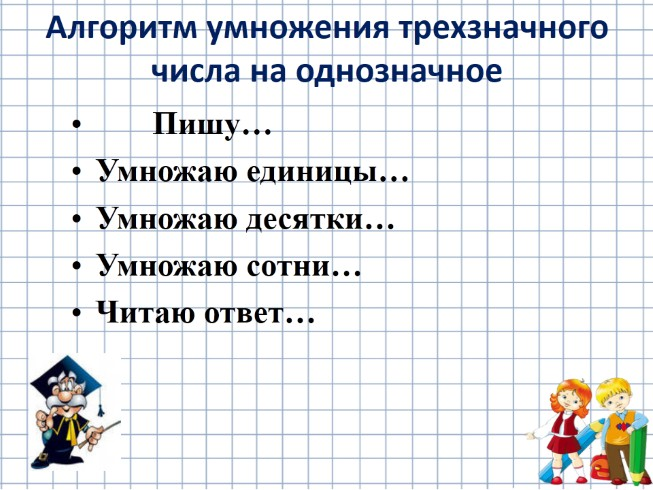 Алгоритм умножения трехзначного
числа на однозначное
• Пишу…
• Умножаю единицы…
• Умножаю десятки…
• Умножаю сотни…
• Читаю ответ…